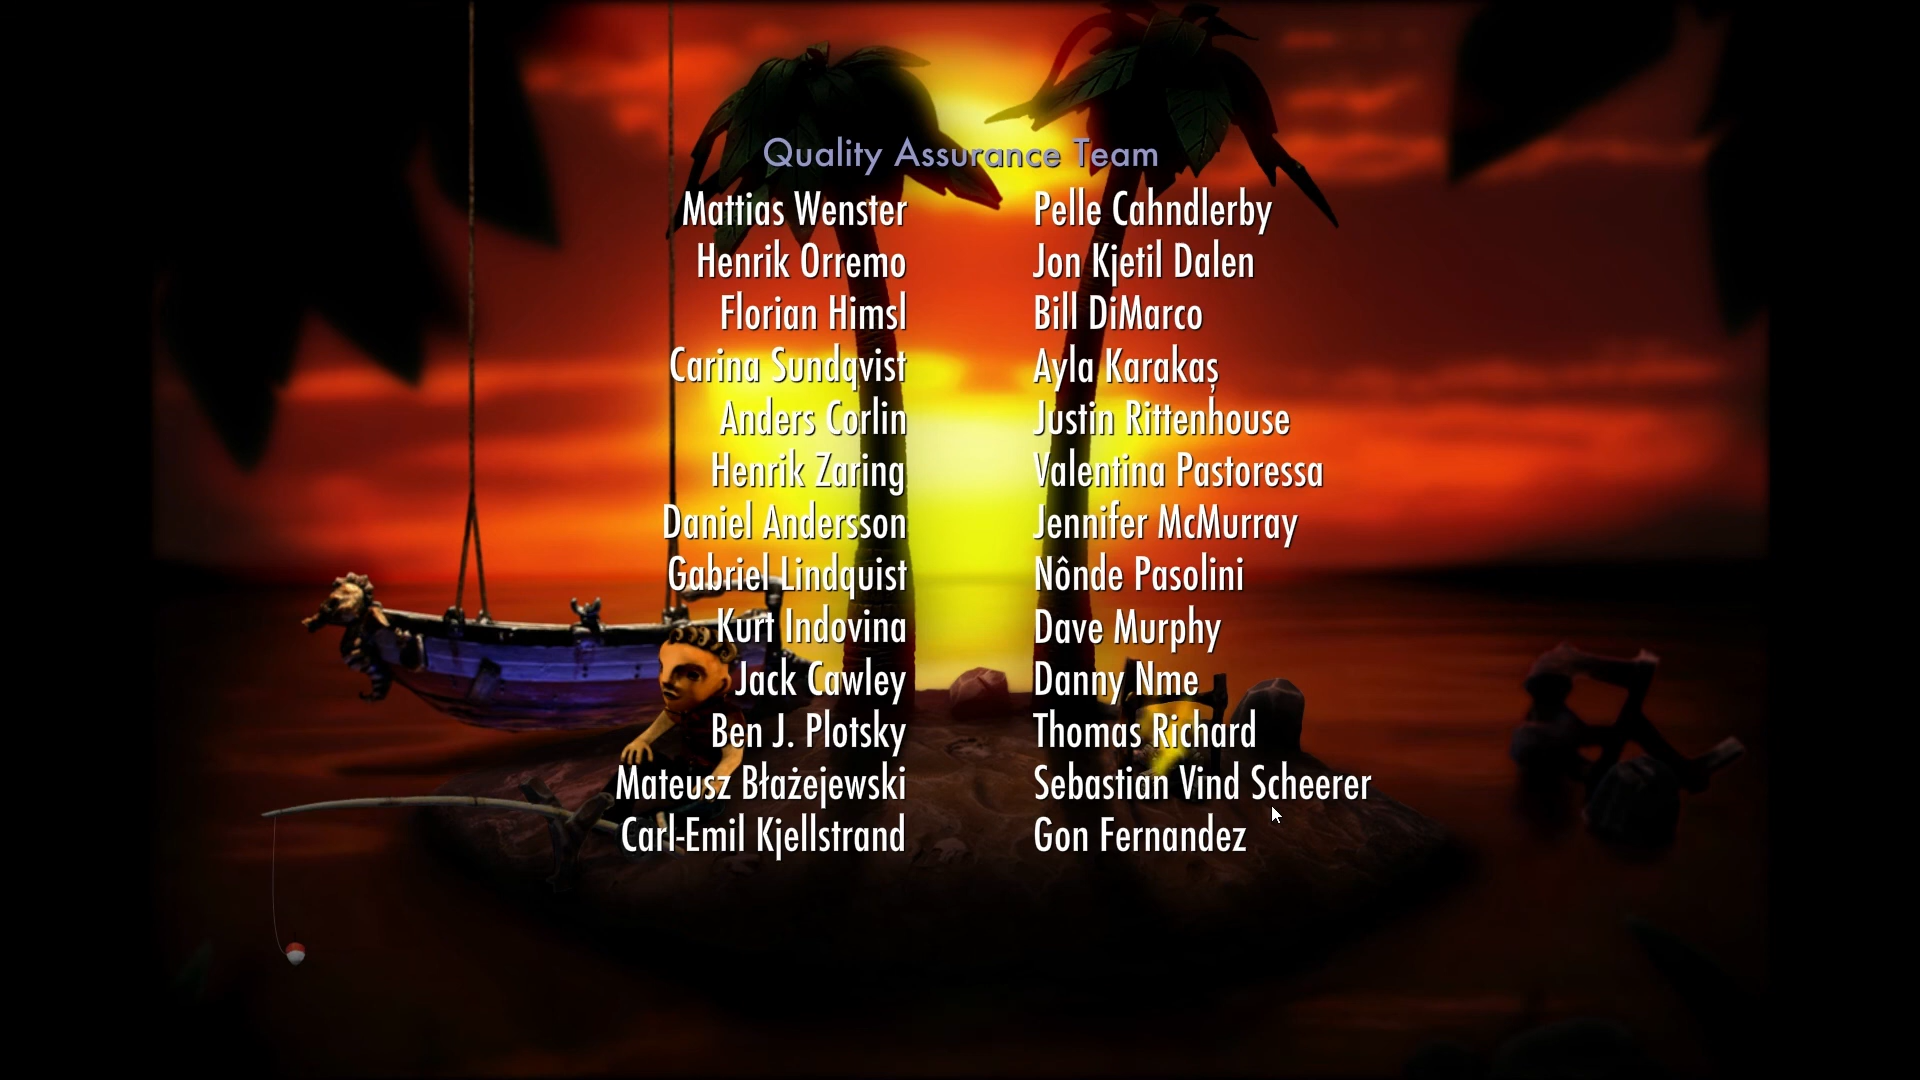 Quality Assurance Team
Mattias Wenster Pelle Cahndlerby
Henrik Orremo Jon Kjetil Dalen
Florian Himsl Bill DiMarco
Carina Sundqvist Ayla Karakaş
Anders Corlin Justin Rittenhouse
Henrik Zaring Valentina Pastoressa
Daniel Andersson Jennifer McMurray
Gabriel Lindquist Nônde Pasolini
Kurt Indovina Dave Murphy
Jack Cawley Danny Nme
Ben J. Plotsky Thomas Richard
Mateusz Błażejewski Sebastian Vind Scheerer
Carl-Emil Kjellstrand Gon Fernandez